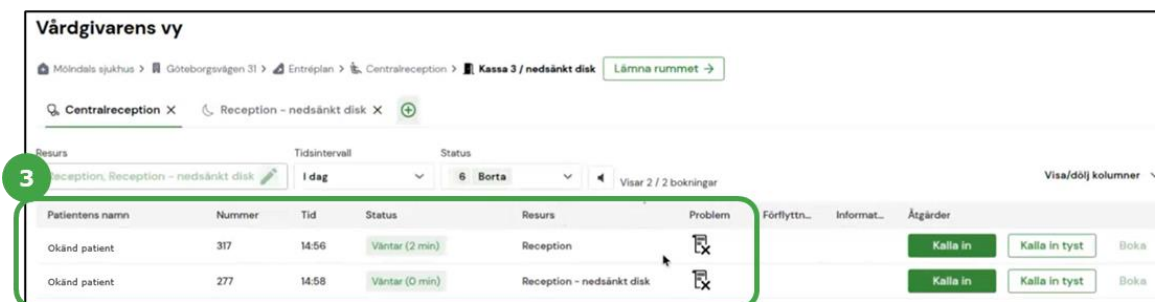 Vårdgivarens vy
Mölndals sjukhus > Göteborgsvägen 31 > Entréplan > Centralreception > Kassa 3 / nedsänkt disk Lämna rummet →
Centralreception X Reception - nedsänkt disk X
Resurs Tidsintervall Status
3 Reception, Reception - nedsänkt disk I dag 6 Borta Visar 2 / 2 bokningar Visa/dölj kolumner
Patientens namn Nummer Tid Status Resurs Problem Förflyttn... Informat... Åtgärder
Okänd patient 317 14:56 Väntar (2 min) Reception Kalla in Kalla in tyst Boka
Okänd patient 277 14:58 Väntar (0 min) Reception - nedsänkt disk Kalla in Kalla in tyst Boka